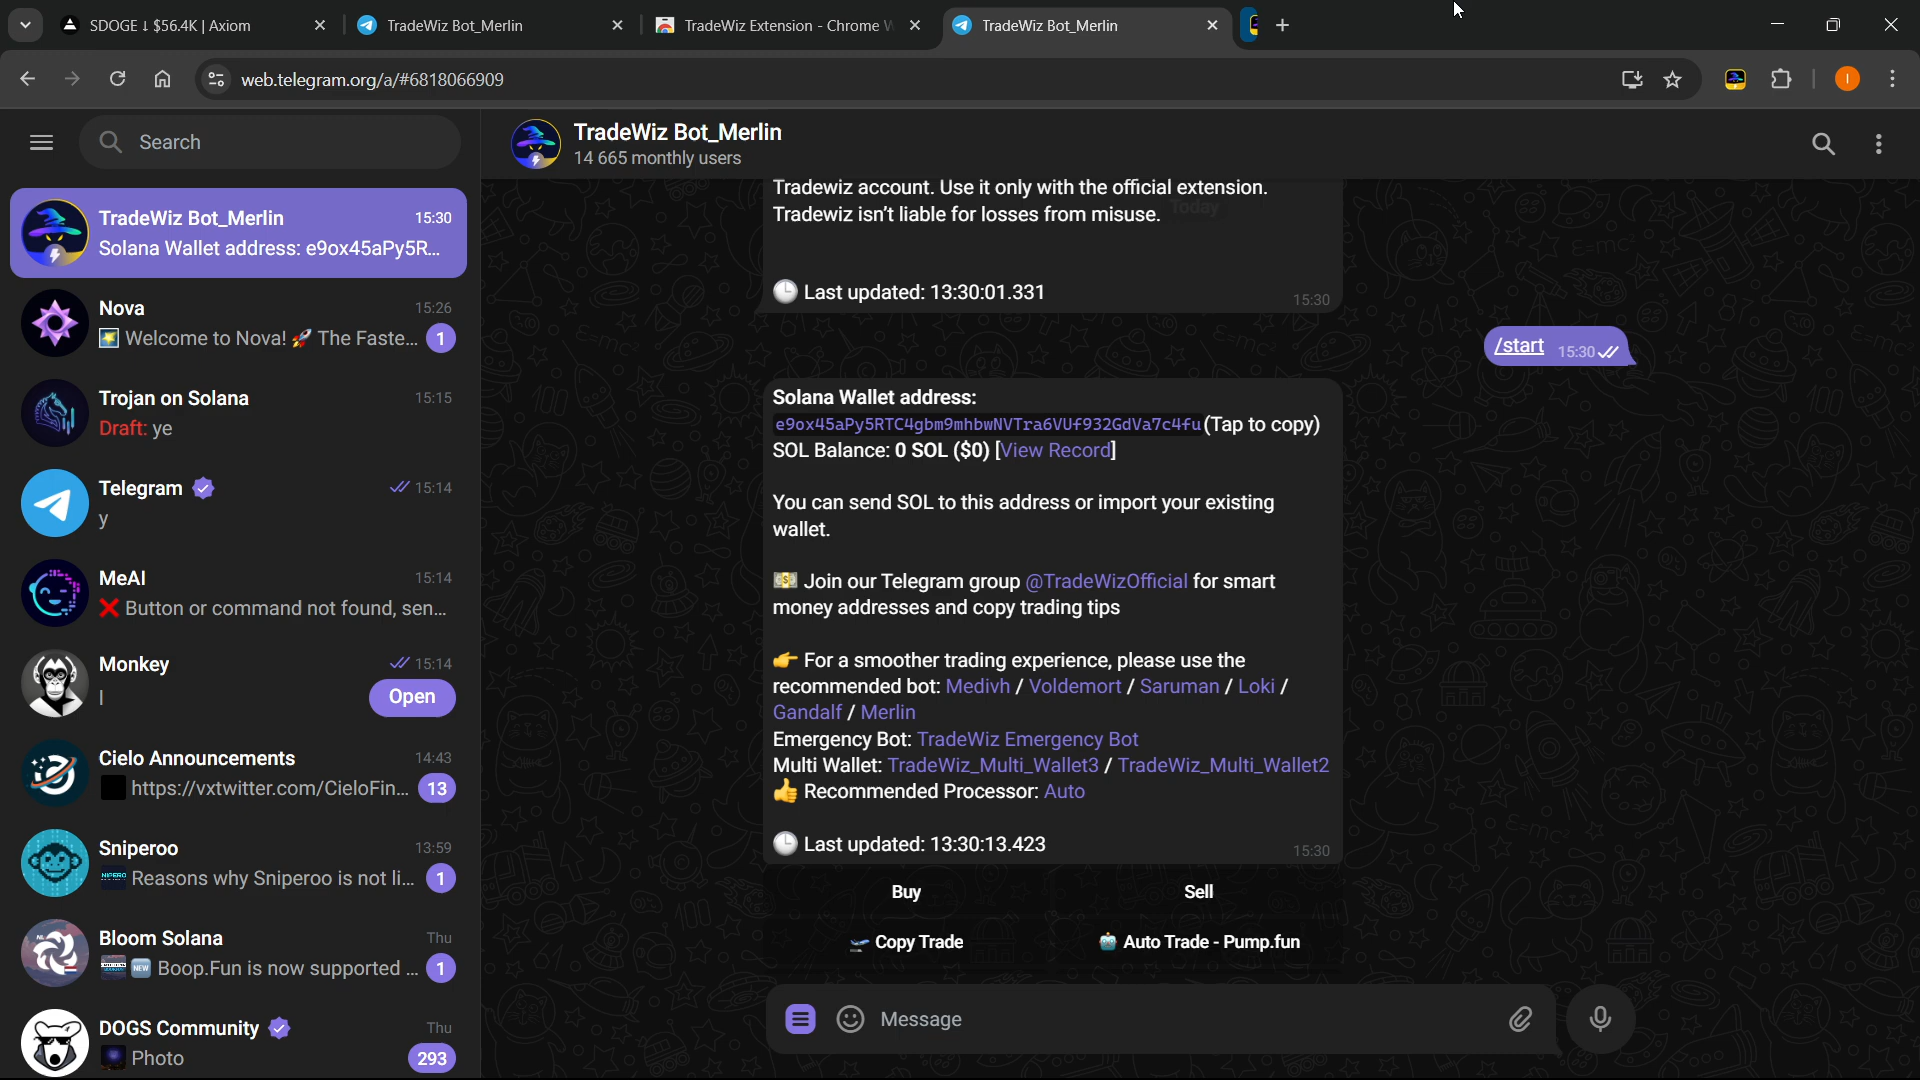 SDOGE ↓ $56.4K | Axiom
TradeWiz Bot_Merlin
TradeWiz Extension - Chrome W
TradeWiz Bot_Merlin
web.telegram.org/a/#6818066909
I
Search
TradeWiz Bot_Merlin 15:30
Solana Wallet address: e9ox45aPy5R...
Nova 15:26
Welcome to Nova! 🚀 The Faste... 1
Trojan on Solana 15:15
Draft: ye
Telegram 15:14
y
MeAI 15:14
❌ Button or command not found, sen...
Monkey 15:14
l
Open
Cielo Announcements 14:43
https://vxtwitter.com/CieloFin... 13
Sniperoo 13:59
Reasons why Sniperoo is not li... 1
Bloom Solana Thu
🆕 Boop.Fun is now supported ... 1
DOGS Community Thu
Photo 293
TradeWiz Bot_Merlin
14 665 monthly users
Tradewiz account. Use it only with the official extension.
Tradewiz isn't liable for losses from misuse.
Today
🕒 Last updated: 13:30:01.331 15:30
/start 15:30
Solana Wallet address:
e9ox45aPy5RTC4gbm9mhbwNVTra6VUf932GdVa7c4fu (Tap to copy)
SOL Balance: 0 SOL ($0) [View Record]
You can send SOL to this address or import your existing
wallet.
💵 Join our Telegram group @TradeWizOfficial for smart
money addresses and copy trading tips
👉 For a smoother trading experience, please use the
recommended bot: Medivh / Voldemort / Saruman / Loki /
Gandalf / Merlin
Emergency Bot: TradeWiz Emergency Bot
Multi Wallet: TradeWiz_Multi_Wallet3 / TradeWiz_Multi_Wallet2
👍 Recommended Processor: Auto
🕒 Last updated: 13:30:13.423 15:30
Buy Sell
🛫 Copy Trade 🤖 Auto Trade - Pump.fun
Message